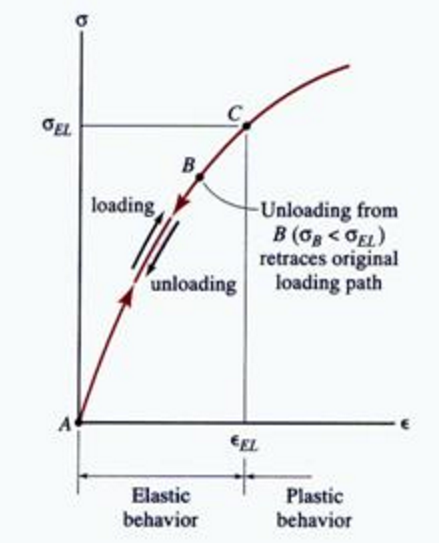 σ
C
σEL
B
loading
Unloading from
B (σB < σEL)
retraces original
loading path
unloading
A
ϵ
ϵEL
Elastic
behavior
Plastic
behavior